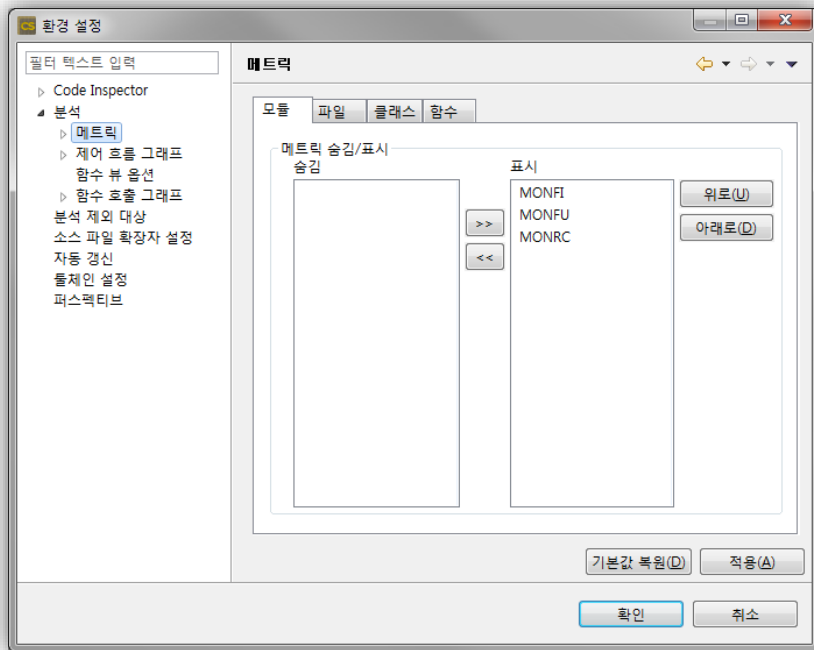 CS 환경 설정
필터 텍스트 입력
Code Inspector
분석
메트릭
제어 흐름 그래프
함수 뷰 옵션
함수 호출 그래프
분석 제외 대상
소스 파일 확장자 설정
자동 갱신
툴체인 설정
퍼스펙티브
메트릭
모듈 파일 클래스 함수
메트릭 숨김/표시
숨김 표시
MONFI
MONFU
MONRC
>>
<<
위로(U)
아래로(D)
기본값 복원(D) 적용(A)
확인 취소